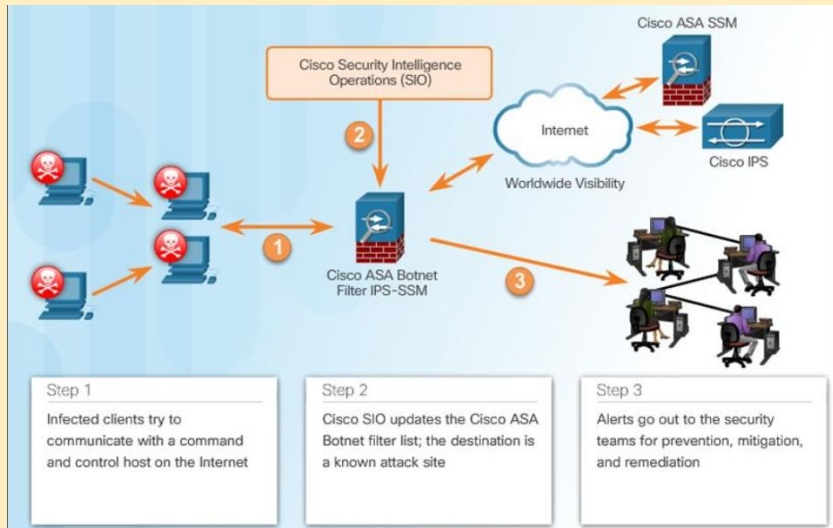 Cisco ASA SSM
Cisco Security Intelligence
Operations (SIO)
2
Internet
Cisco IPS
Worldwide Visibility
1
Cisco ASA Botnet
Filter IPS-SSM
3
Step 1
Infected clients try to
communicate with a command
and control host on the Internet
Step 2
Cisco SIO updates the Cisco ASA
Botnet filter list; the destination is
a known attack site
Step 3
Alerts go out to the security
teams for prevention, mitigation,
and remediation